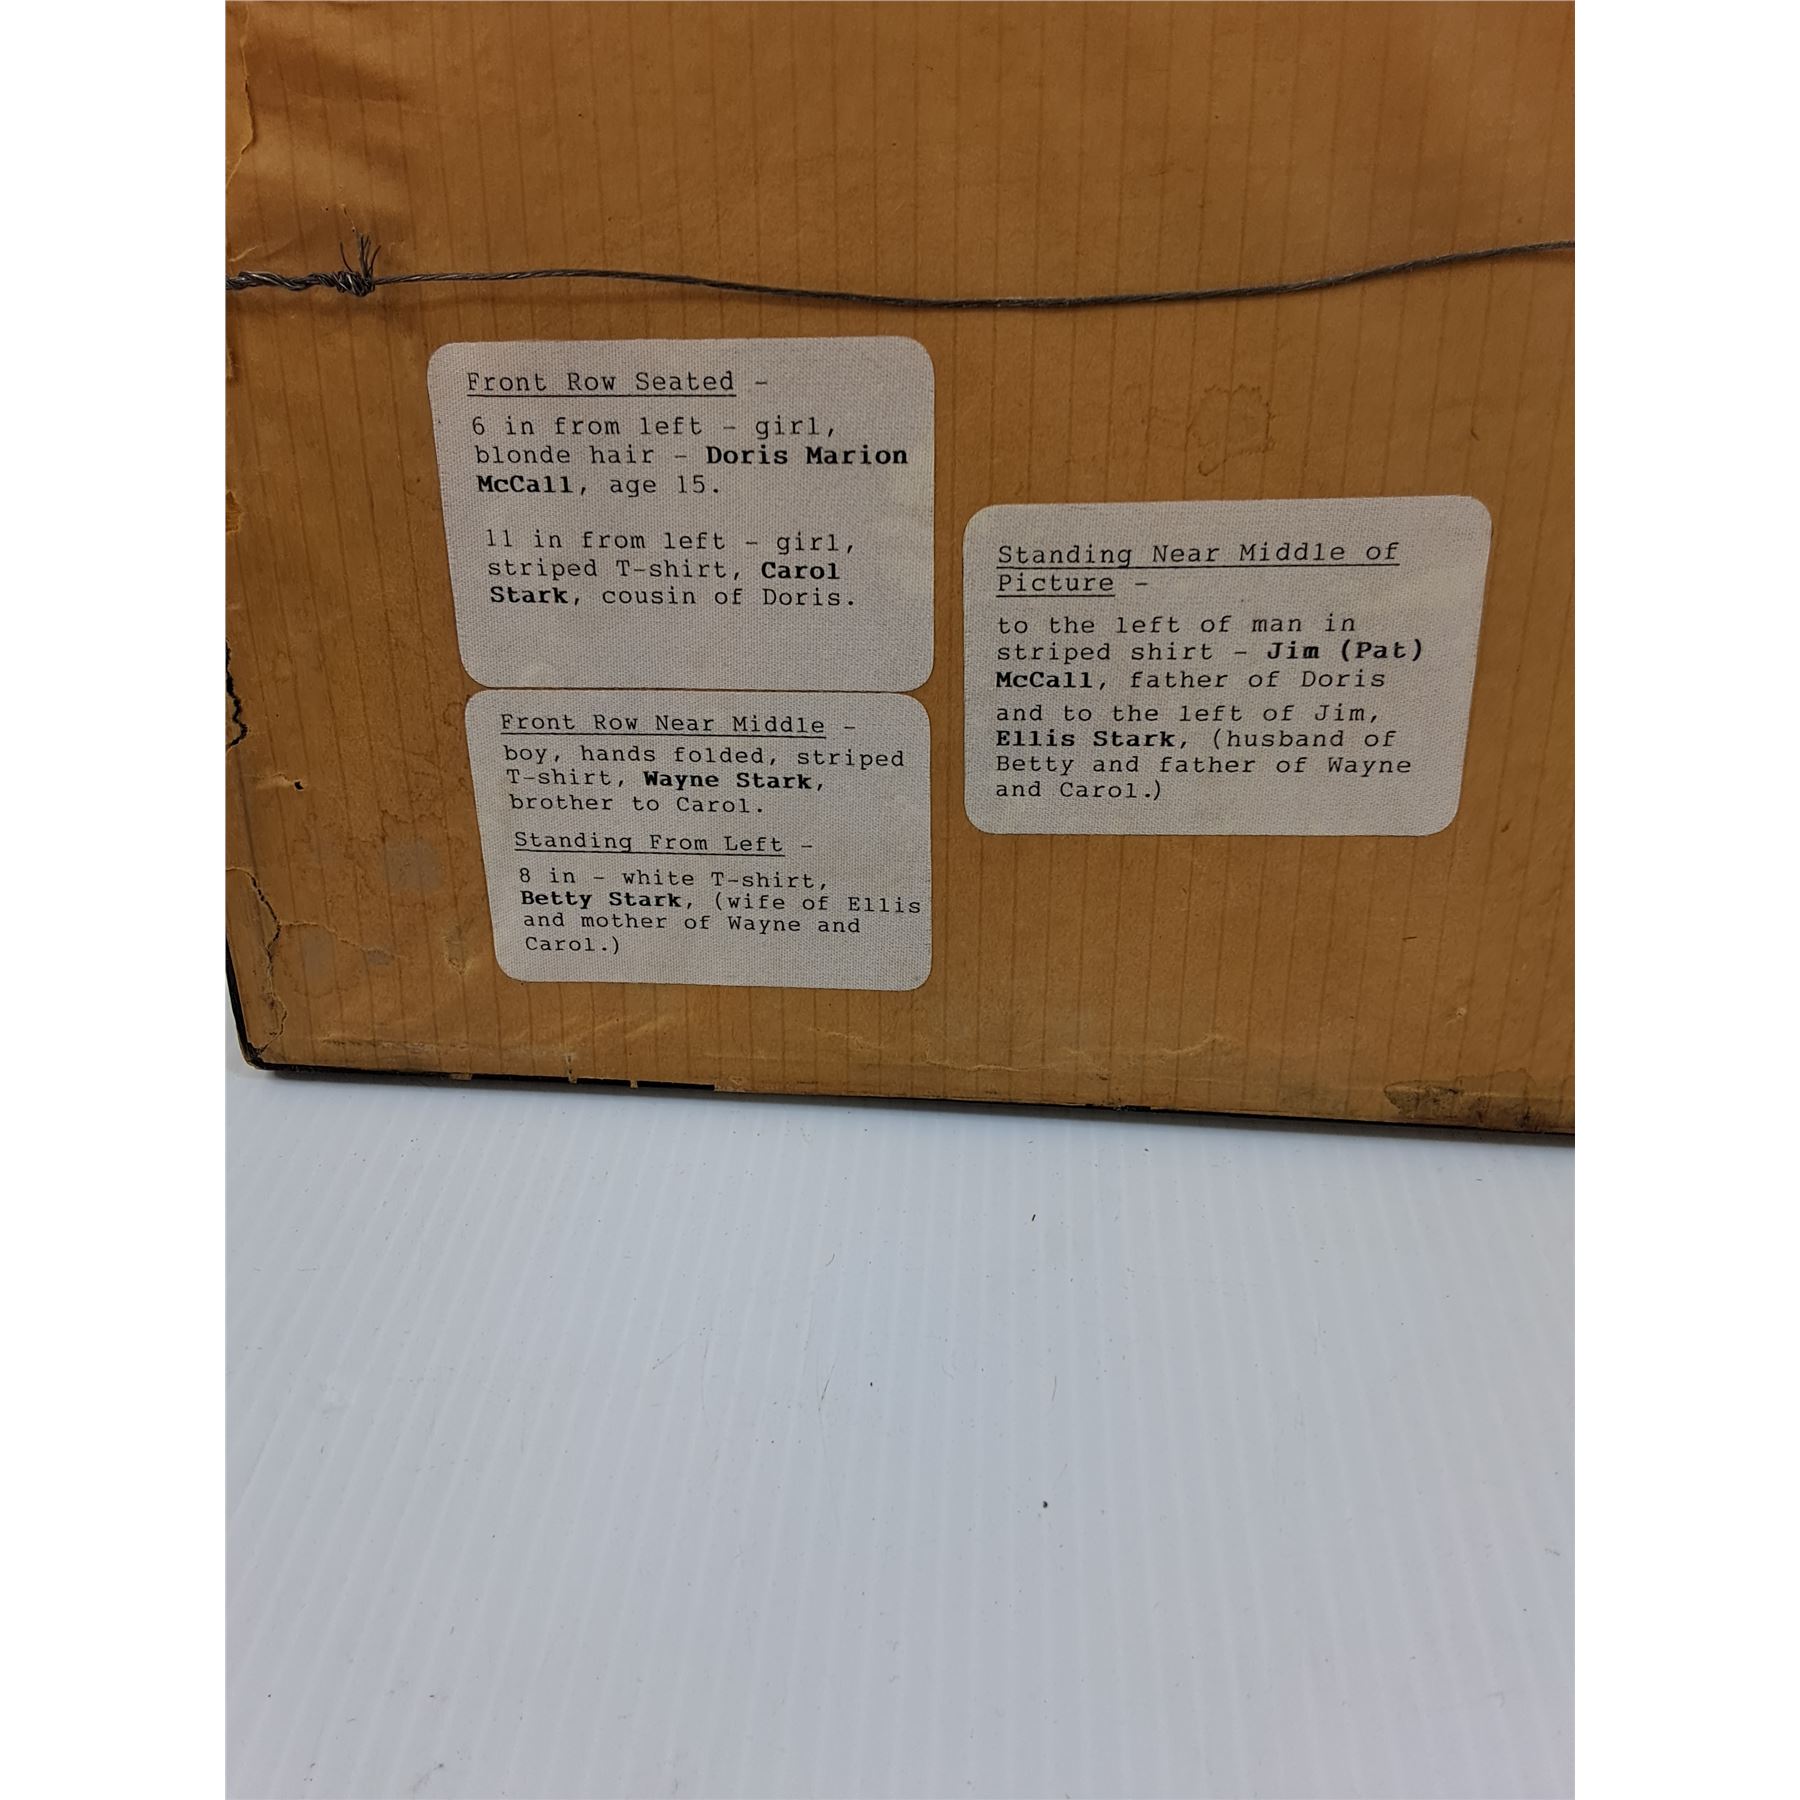 Front Row Seated -
6 in from left - girl,
blonde hair - Doris Marion
McCall, age 15.
11 in from left - girl,
striped T-shirt, Carol
Stark, cousin of Doris.
Front Row Near Middle -
boy, hands folded, striped
T-shirt, Wayne Stark,
brother to Carol.
Standing From Left -
8 in - white T-shirt,
Betty Stark, (wife of Ellis
and mother of Wayne and
Carol.)
Standing Near Middle of
Picture -
to the left of man in
striped shirt - Jim (Pat)
McCall, father of Doris
and to the left of Jim,
Ellis Stark, (husband of
Betty and father of Wayne
and Carol.)